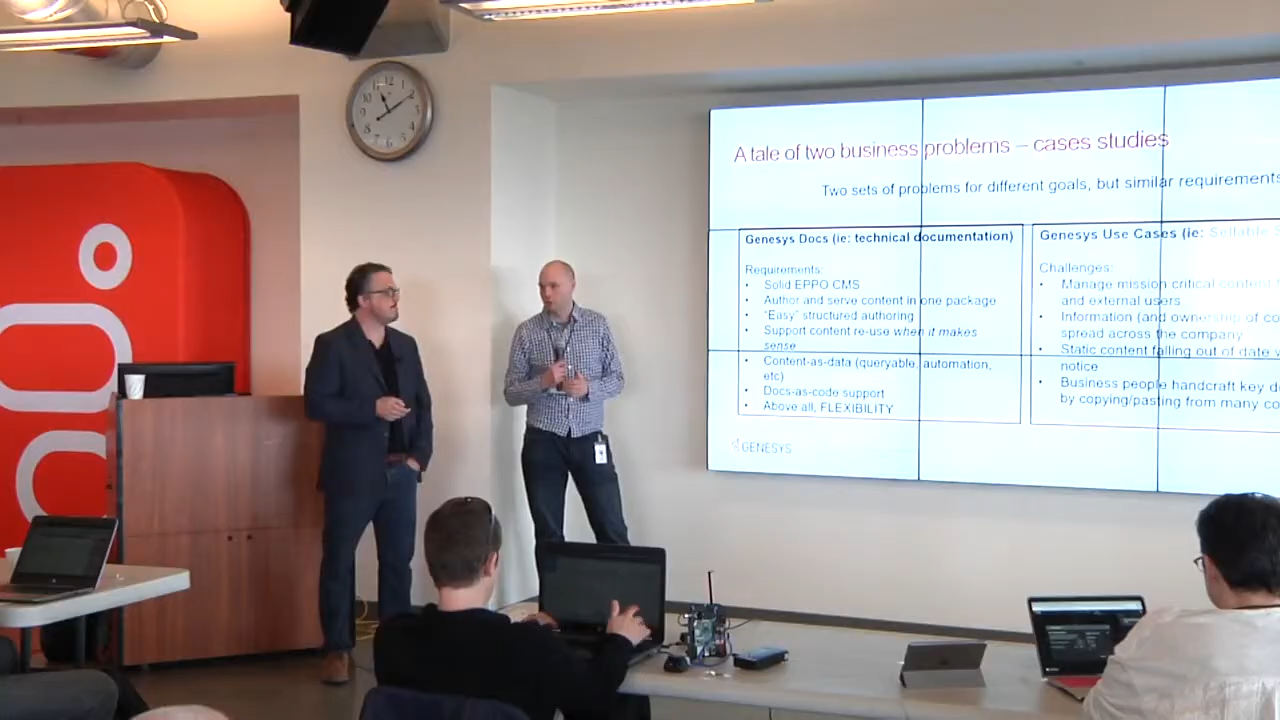 12
A tale of two business problems – cases studies
Two sets of problems for different goals, but similar requirements
Genesys Docs (ie: technical documentation)
Requirements:
• Solid EPPO CMS
• Author and serve content in one package
• "Easy" structured authoring
• Support content re-use when it makes
sense
• Content-as-data (queryable, automation,
etc)
• Docs-as-code support
• Above all, FLEXIBILITY
Genesys Use Cases (ie: Sellable
Challenges:
• Manage mission critical content
and external users
• Information (and ownership of co
spread across the company
• Static content falling out of date w
notice
• Business people handcraft key d
by copying/pasting from many co
GENESYS